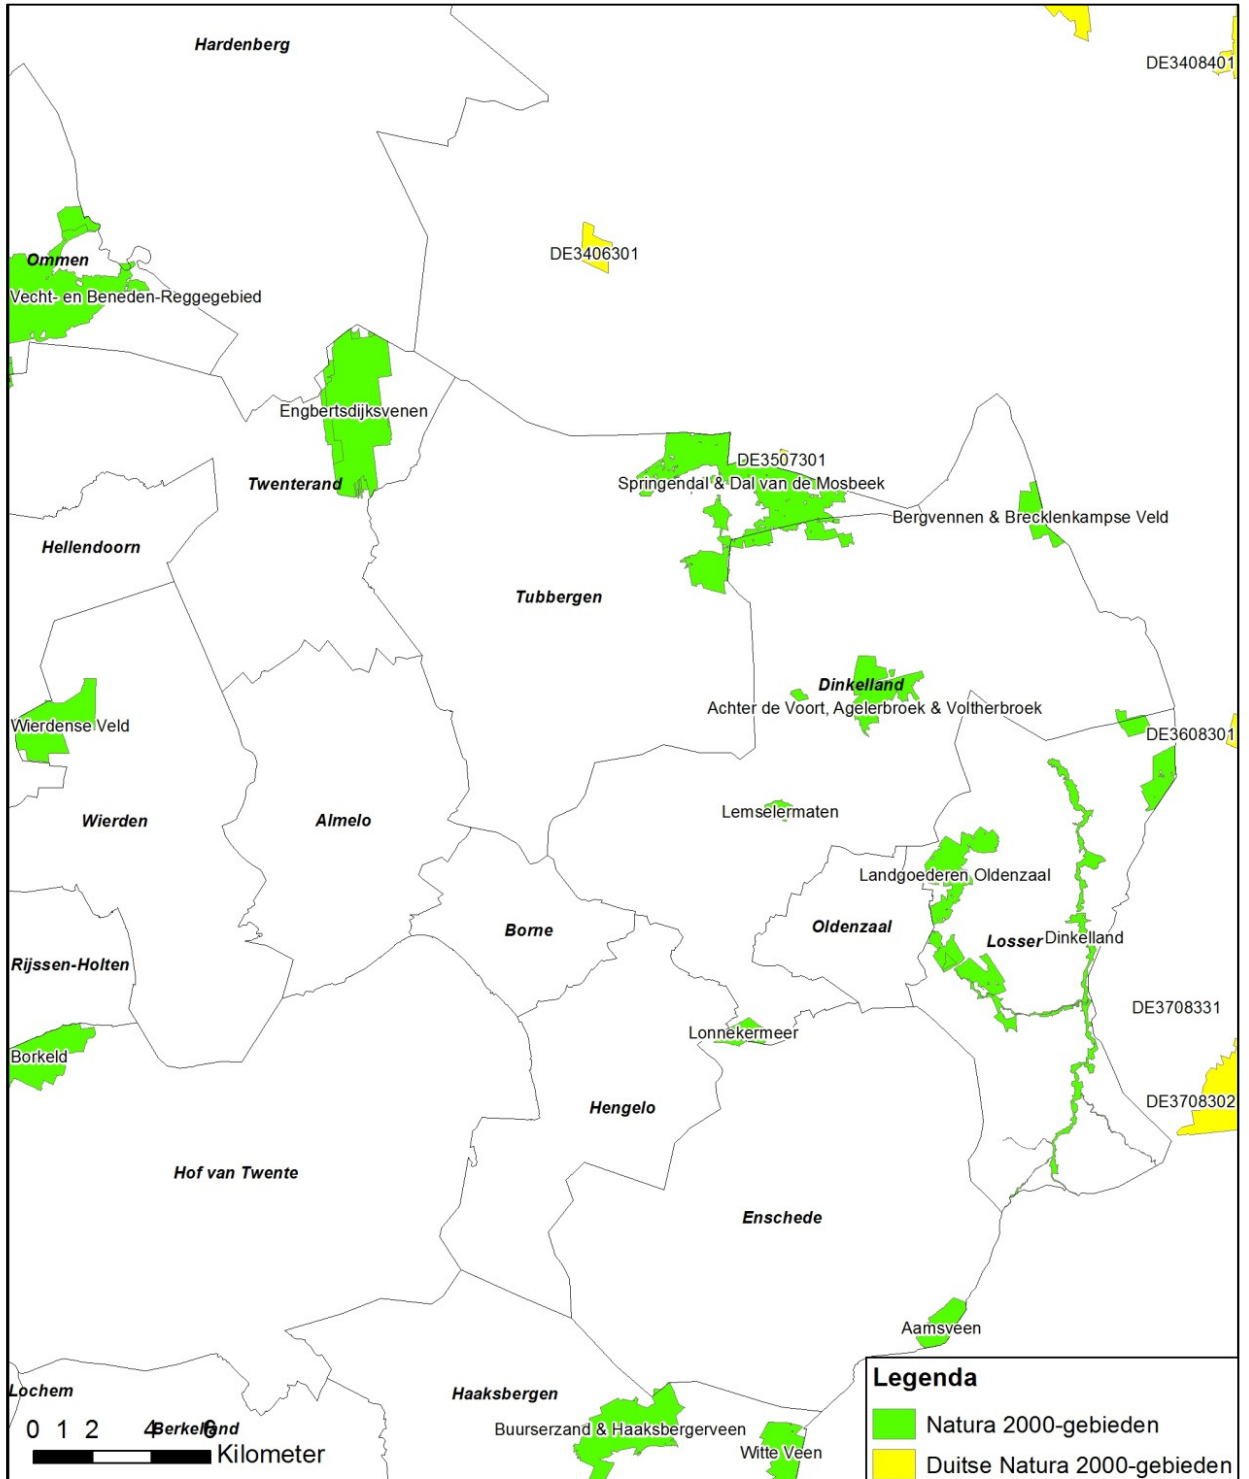 Hardenberg
DE3408401
DE3406301
Ommen
Vecht- en Beneden-Reggegebied
Engbertsdijksvenen
DE3507301
Twenterand
Springendal & Dal van de Mosbeek
Bergvennen & Brecklenkampse Veld
Hellendoorn
Tubbergen
Dinkelland
Achter de Voort, Agelerbroek & Voltherbroek
Wierdense Veld
DE3608301
Lemselermaten
Wierden
Almelo
Landgoederen Oldenzaal
Oldenzaal
Borne
Losser
Dinkelland
Rijssen-Holten
DE3708331
Lonnekermeer
Borkeld
DE3708302
Hengelo
Hof van Twente
Enschede
Aamsveen
Legenda
Natura 2000-gebieden
Duitse Natura 2000-gebieden
Lochem
Haaksbergen
Buurserzand & Haaksbergerveen
Witte Veen
Berkelland
0 1 2 4 6
Kilometer